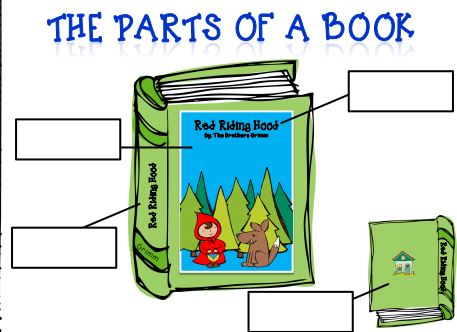 THE PARTS OF A BOOK
Red Riding Hood
By: The Brothers Grimm
Red Riding Hood
Grimm
Red Riding Hood